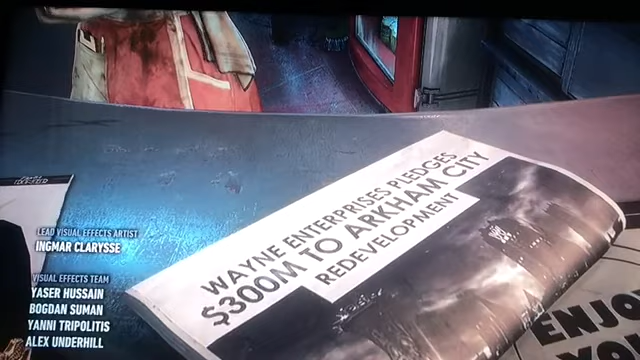 WAYNE ENTERPRISES PLEDGES
$300M TO ARKHAM CITY
REDEVELOPMENT
LEAD VISUAL EFFECTS ARTIST
INGMAR CLARYSSE
VISUAL EFFECTS TEAM
YASER HUSSAIN
BOGDAN SUMAN
YANNI TRIPOLITIS
ALEX UNDERHILL
ENJO